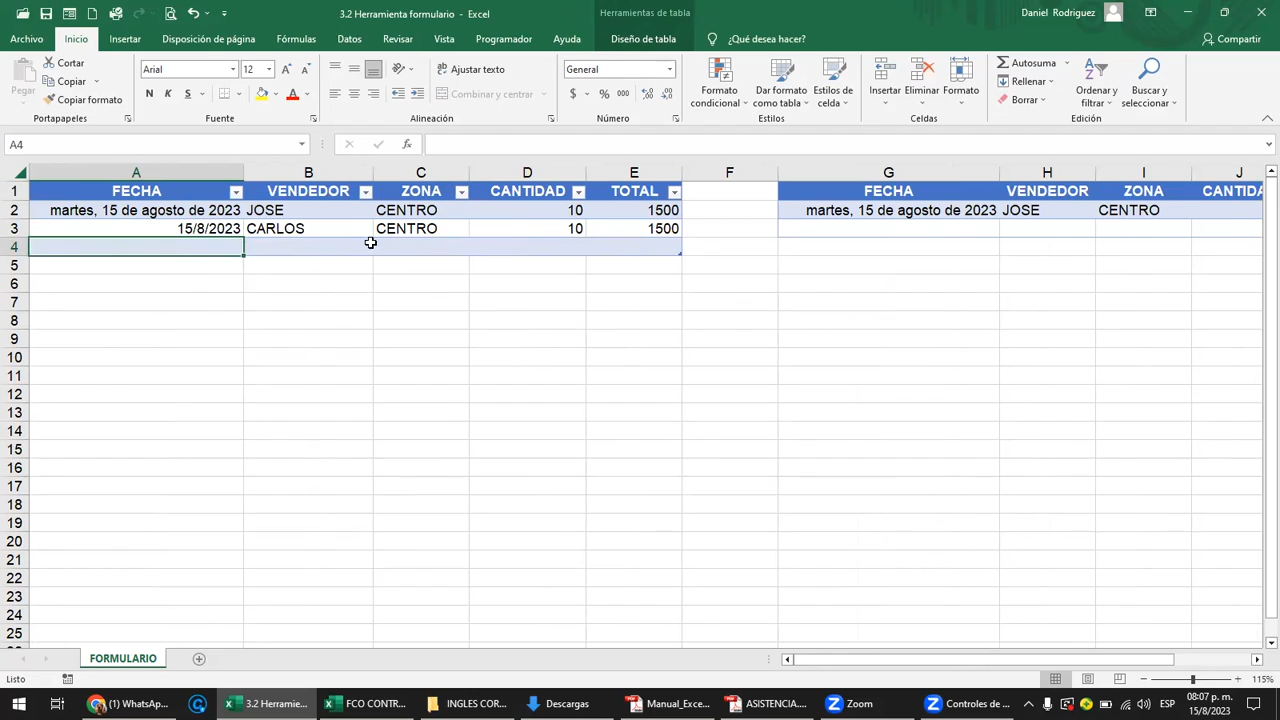 3.2 Herramienta formulario - Excel
Herramientas de tabla
Daniel Rodriguez
Archivo Inicio Insertar Disposición de página Fórmulas Datos Revisar Vista Programador Ayuda Diseño de tabla ¿Qué desea hacer? Compartir
Pegar
Cortar
Copiar
Copiar formato
Portapapeles
Arial 12
N K S
Fuente
Ajustar texto
Combinar y centrar
Alineación
General
$ % 000
Número
Formato condicional
Dar formato como tabla
Estilos de celda
Estilos
Insertar Eliminar Formato
Celdas
Autosuma
Rellenar
Borrar
Ordenar y filtrar
Buscar y seleccionar
Edición
A4 fx
A B C D E F G H I J
1 FECHA VENDEDOR ZONA CANTIDAD TOTAL FECHA VENDEDOR ZONA CANTIDA
2 martes, 15 de agosto de 2023 JOSE CENTRO 10 1500 martes, 15 de agosto de 2023 JOSE CENTRO
3 15/8/2023 CARLOS CENTRO 10 1500
4
5
6
7
8
9
10
11
12
13
14
15
16
17
18
19
20
21
22
23
24
25
FORMULARIO
Listo 115%
(1) WhatsAp... 3.2 Herramie... FCO CONTR... INGLES COR... Descargas Manual_Exce... ASISTENCIA.... Zoom Controles de ... ESP 08:07 p. m.
15/8/2023